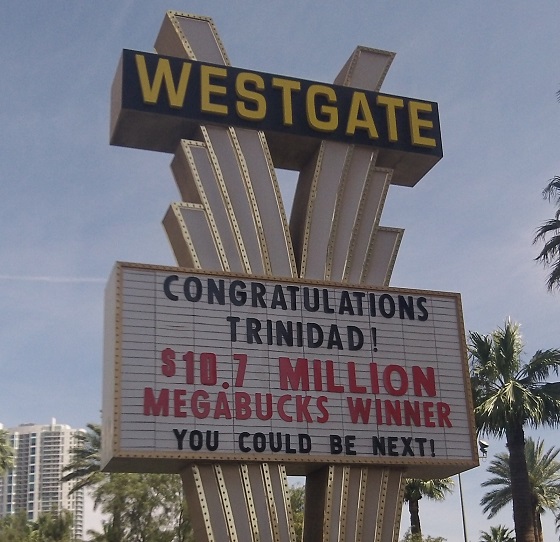 WESTGATE
CONGRATULATIONS
TRINIDAD!
$10.7 MILLION
MEGABUCKS WINNER
YOU COULD BE NEXT!